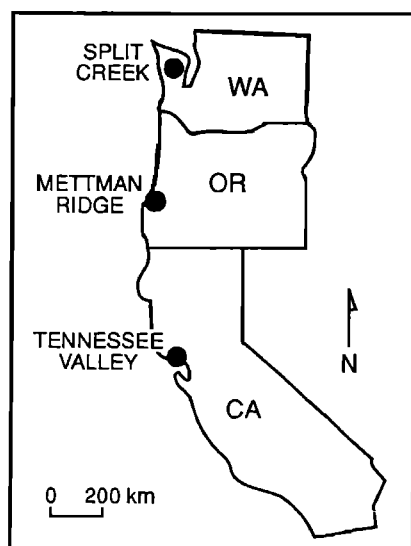 SPLIT
CREEK
WA
METTMAN
RIDGE
OR
TENNESSEE
VALLEY
N
CA
0 200 km